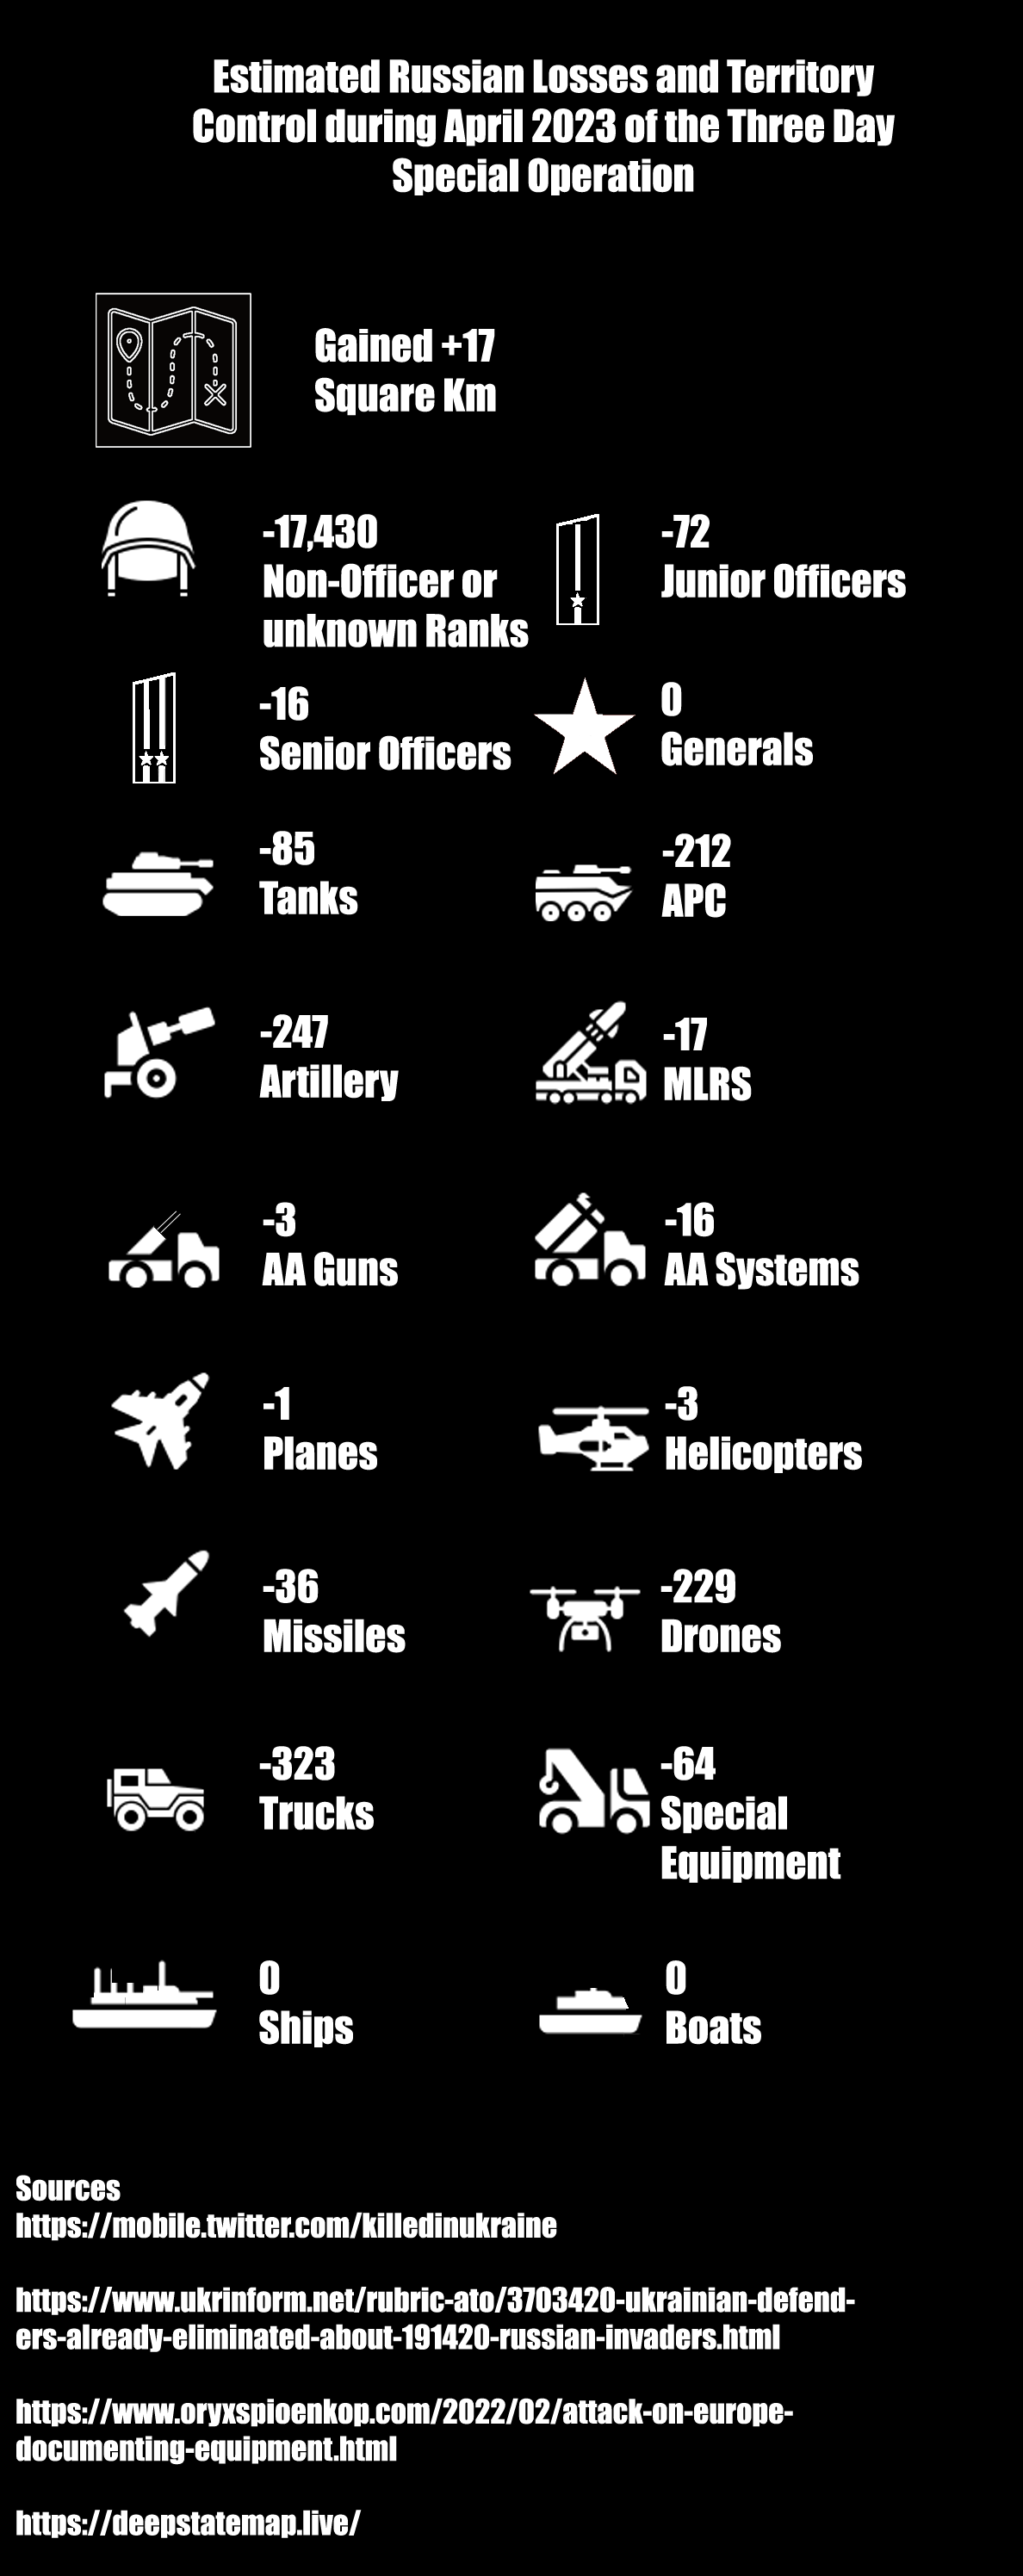 Estimated Russian Losses and Territory
Control during April 2023 of the Three Day
Special Operation
Gained +17
Square Km
-17,430
Non-Officer or
unknown Ranks
-72
Junior Officers
-16
Senior Officers
0
Generals
-85
Tanks
-212
APC
-247
Artillery
-17
MLRS
-3
AA Guns
-16
AA Systems
-1
Planes
-3
Helicopters
-36
Missiles
-229
Drones
-323
Trucks
-64
Special
Equipment
0
Ships
0
Boats
Sources
https://mobile.twitter.com/killedinukraine
https://www.ukrinform.net/rubric-ato/3703420-ukrainian-defend-
ers-already-eliminated-about-191420-russian-invaders.html
https://www.oryxspioenkop.com/2022/02/attack-on-europe-
documenting-equipment.html
https://deepstatemap.live/